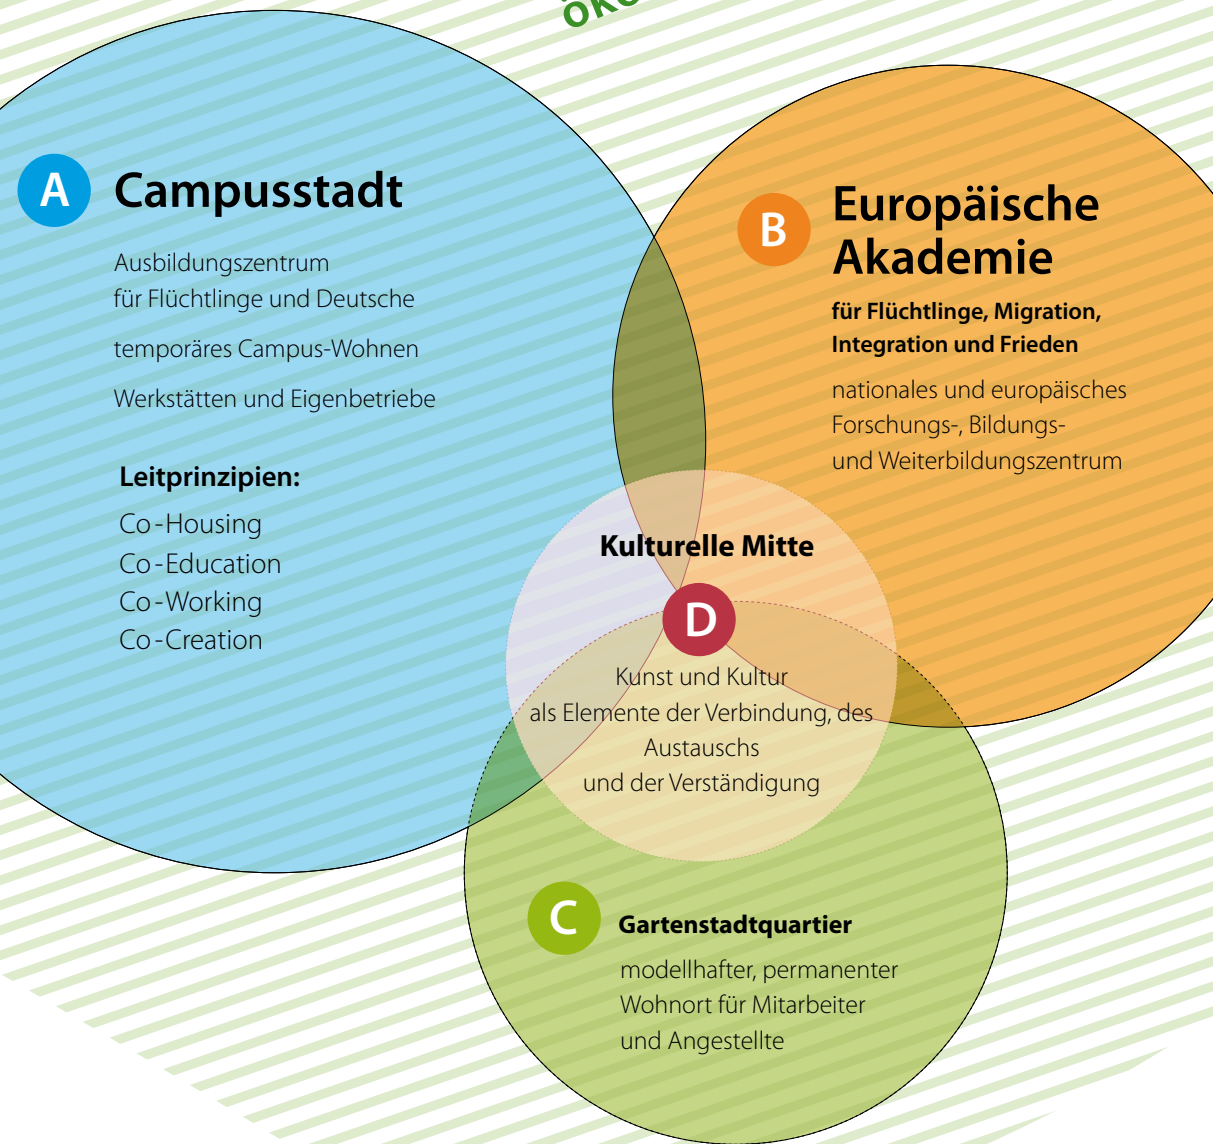 A
Campusstadt
Ausbildungszentrum
für Flüchtlinge und Deutsche
temporäres Campus-Wohnen
Werkstätten und Eigenbetriebe
Leitprinzipien:
Co-Housing
Co-Education
Co-Working
Co-Creation
B
Europäische
Akademie
für Flüchtlinge, Migration,
Integration und Frieden
nationales und europäisches
Forschungs-, Bildungs-
und Weiterbildungszentrum
Kulturelle Mitte
D
Kunst und Kultur
als Elemente der Verbindung, des
Austauschs
und der Verständigung
C
Gartenstadtquartier
modellhafter, permanenter
Wohnort für Mitarbeiter
und Angestellte